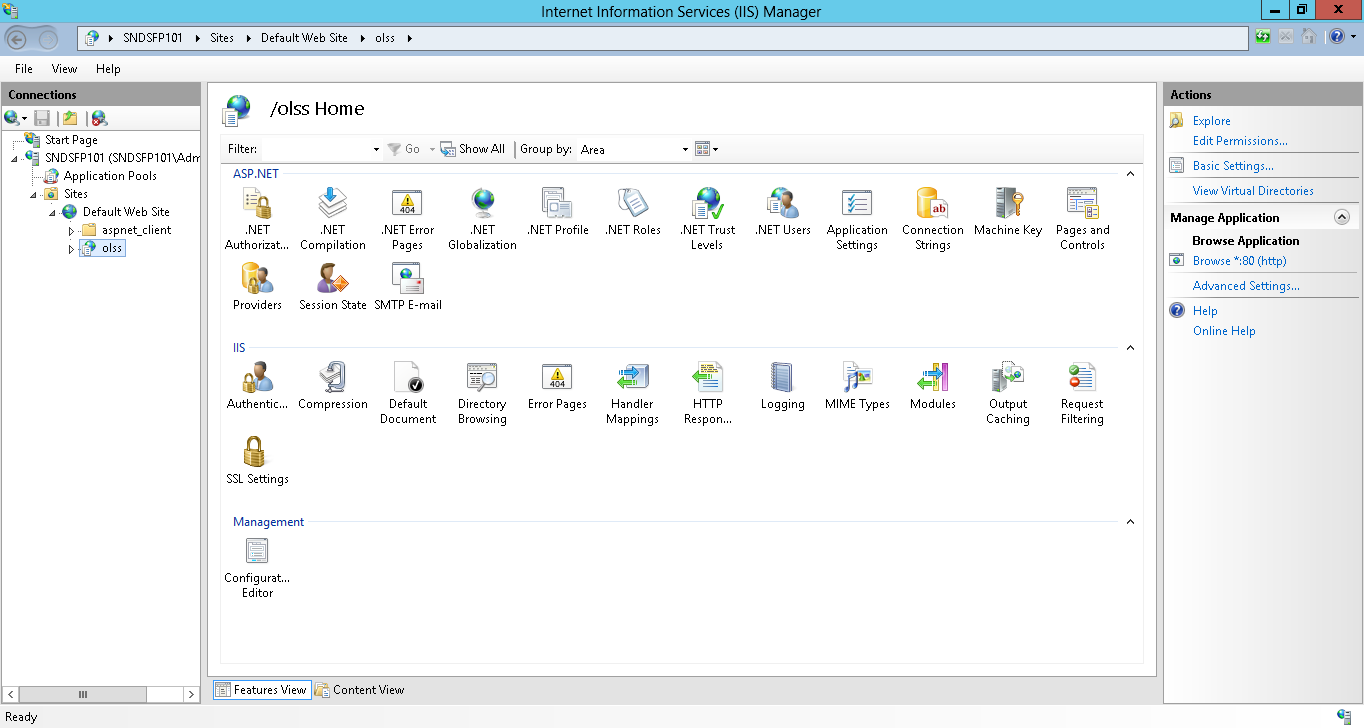 Internet Information Services (IIS) Manager
SNDSFP101 Sites Default Web Site olss
File View Help
Connections
Start Page
SNDSFP101 (SNDSFP101\Adm
Application Pools
Sites
Default Web Site
aspnet_client
olss
/olss Home
Filter: Go Show All Group by: Area
ASP.NET
.NET Authorizat...
.NET Compilation
.NET Error Pages
.NET Globalization
.NET Profile
.NET Roles
.NET Trust Levels
.NET Users
Application Settings
Connection Strings
Machine Key
Pages and Controls
Providers
Session State
SMTP E-mail
IIS
Authentic...
Compression
Default Document
Directory Browsing
Error Pages
Handler Mappings
HTTP Respon...
Logging
MIME Types
Modules
Output Caching
Request Filtering
SSL Settings
Management
Configurat... Editor
Features View Content View
Actions
Explore
Edit Permissions...
Basic Settings...
View Virtual Directories
Manage Application
Browse Application
Browse *:80 (http)
Advanced Settings...
Help
Online Help
Ready